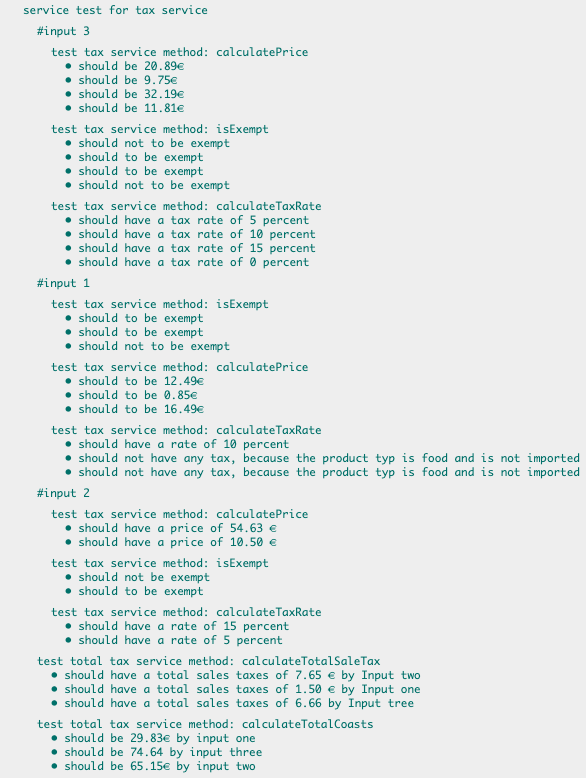 service test for tax service
#input 3
test tax service method: calculatePrice
• should be 20.89€
• should be 9.75€
• should be 32.19€
• should be 11.81€
test tax service method: isExempt
• should not to be exempt
• should to be exempt
• should to be exempt
• should not to be exempt
test tax service method: calculateTaxRate
• should have a tax rate of 5 percent
• should have a tax rate of 10 percent
• should have a tax rate of 15 percent
• should have a tax rate of 0 percent
#input 1
test tax service method: isExempt
• should to be exempt
• should to be exempt
• should not to be exempt
test tax service method: calculatePrice
• should to be 12.49€
• should to be 0.85€
• should to be 16.49€
test tax service method: calculateTaxRate
• should have a rate of 10 percent
• should not have any tax, because the product typ is food and is not imported
• should not have any tax, because the product typ is food and is not imported
#input 2
test tax service method: calculatePrice
• should have a price of 54.63 €
• should have a price of 10.50 €
test tax service method: isExempt
• should not be exempt
• should to be exempt
test tax service method: calculateTaxRate
• should have a rate of 15 percent
• should have a rate of 5 percent
test total tax service method: calculateTotalSaleTax
• should have a total sales taxes of 7.65 € by Input two
• should have a total sales taxes of 1.50 € by Input one
• should have a total sales taxes of 6.66 by Input tree
test total tax service method: calculateTotalCoasts
• should be 29.83€ by input one
• should be 74.64 by input three
• should be 65.15€ by input two